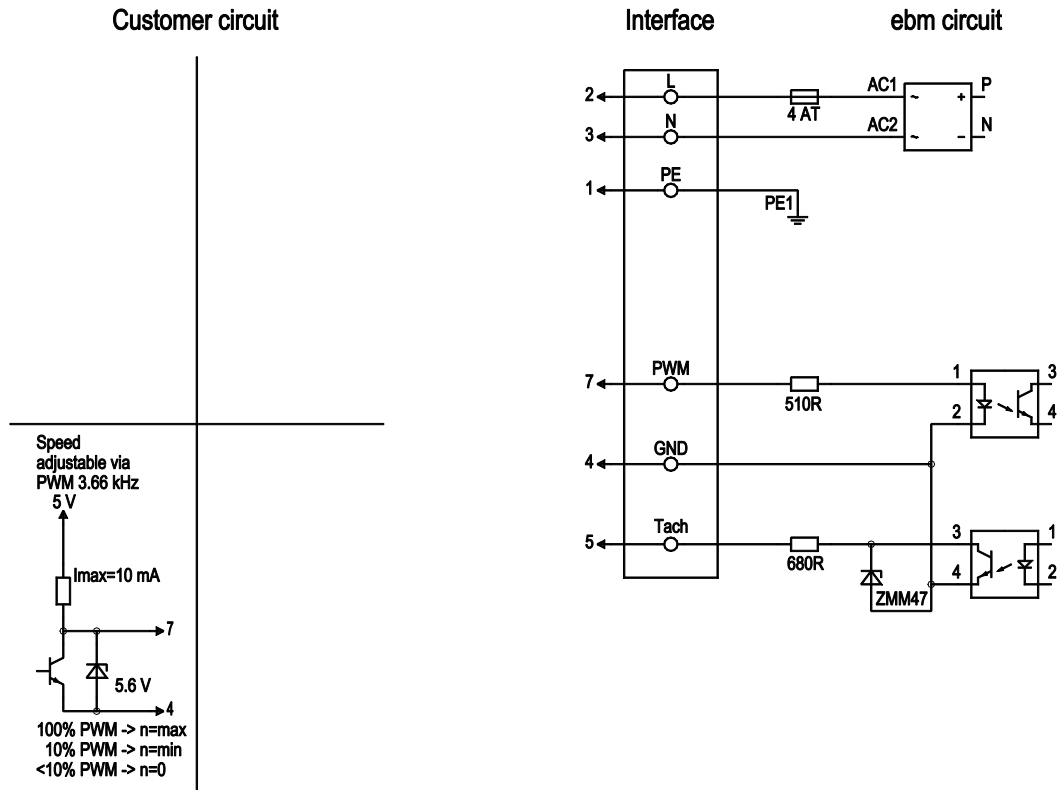 Customer circuit
Interface
ebm circuit
L
2
4 AT
AC1
~
+
P
N
3
AC2
~
–
N
PE
1
PE1
PWM
7
510R
1
2
3
4
GND
4
Tach
5
680R
ZMM47
3
4
1
2
Speed
adjustable via
PWM 3.66 kHz
5 V
Imax=10 mA
7
5.6 V
4
100% PWM -> n=max
10% PWM -> n=min
<10% PWM -> n=0